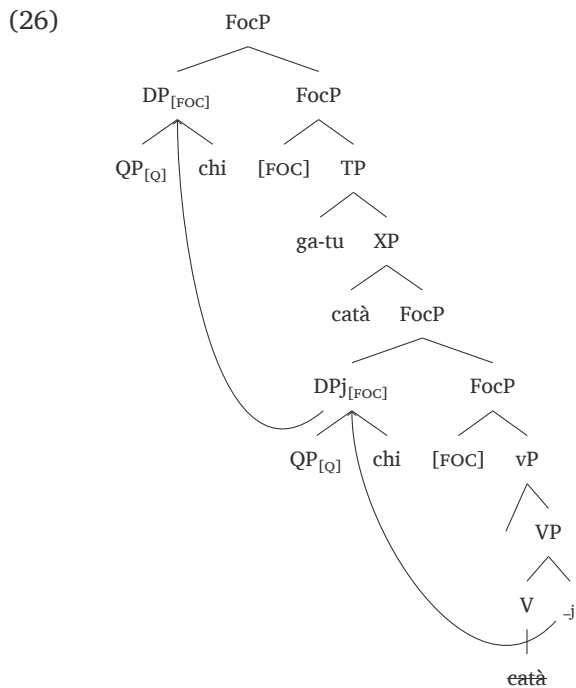 (26)
FocP
DP[FOC] FocP
QP[Q] chi [FOC] TP
ga-tu XP
catà FocP
DPj[FOC] FocP
QP[Q] chi [FOC] vP
VP
V _j
catà